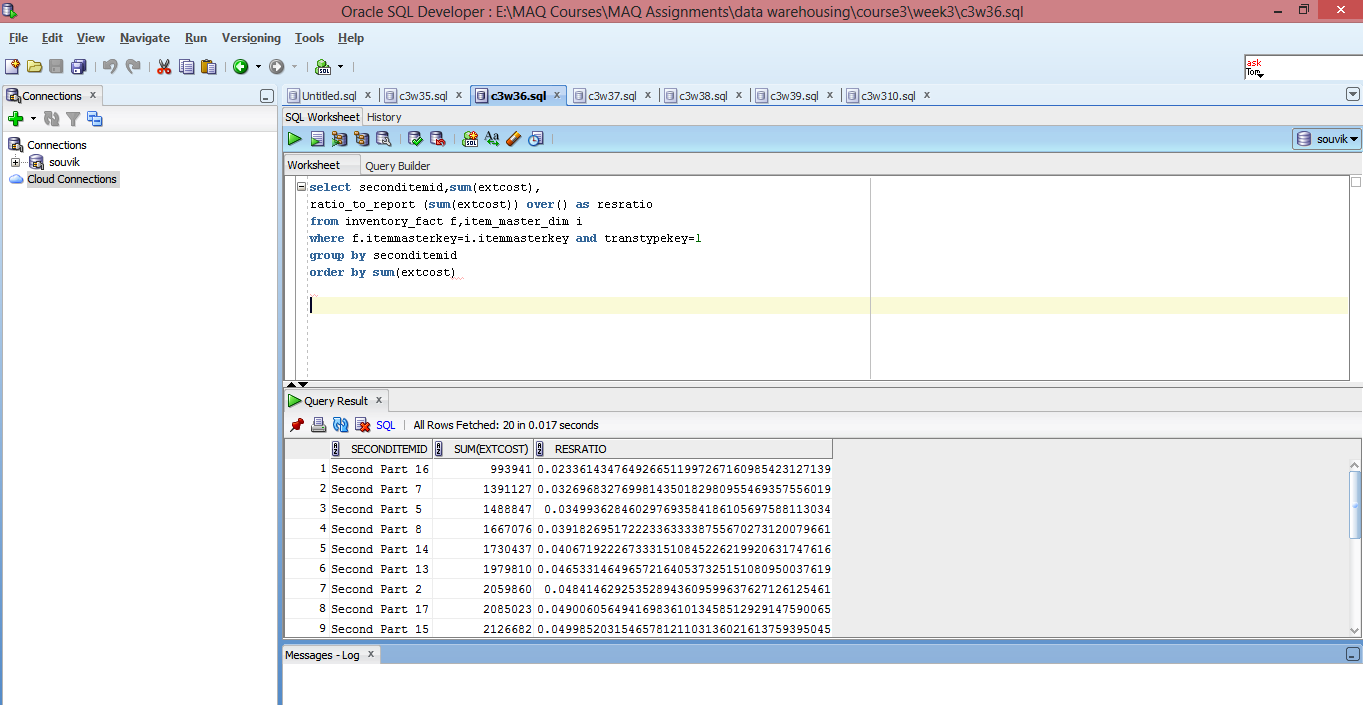 Oracle SQL Developer : E:\MAQ Courses\MAQ Assignments\data warehousing\course3\week3\c3w36.sql
File Edit View Navigate Run Versioning Tools Help
ask
Tom
Connections
Connections
souvik
Cloud Connections
Untitled.sql c3w35.sql c3w36.sql c3w37.sql c3w38.sql c3w39.sql c3w310.sql
SQL Worksheet History
souvik
Worksheet Query Builder
select seconditemid,sum(extcost),
ratio_to_report (sum(extcost)) over() as resratio
from inventory_fact f,item_master_dim i
where f.itemmasterkey=i.itemmasterkey and transtypekey=1
group by seconditemid
order by sum(extcost)
Query Result
SQL All Rows Fetched: 20 in 0.017 seconds
SECONDITEMID SUM(EXTCOST) RESRATIO
1 Second Part 16 993941 0.0233614347649266511997267160985423127139
2 Second Part 7 1391127 0.0326968327699814350182980955469357556019
3 Second Part 5 1488847 0.034993628460297693584186105697588113034
4 Second Part 8 1667076 0.0391826951722233633338755670273120079661
5 Second Part 14 1730437 0.0406719222673331510845226219920631747616
6 Second Part 13 1979810 0.0465331464965721640537325151080950037619
7 Second Part 2 2059860 0.048414629253528943609599637627126125461
8 Second Part 17 2085023 0.0490060564941698361013458512929147590065
9 Second Part 15 2126682 0.0499852031546578121103136021613759395045
Messages - Log